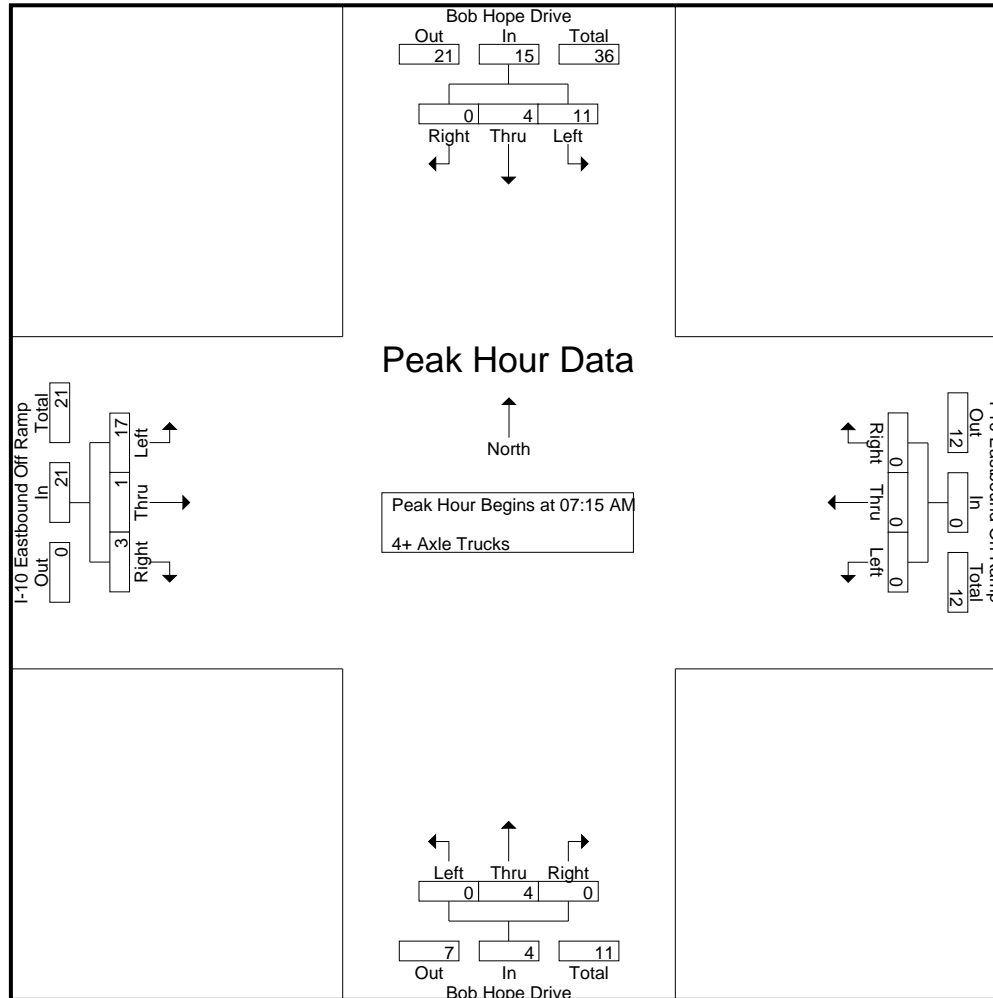 Bob Hope Drive
Out In Total
21 15 36
0 4 11
Right Thru Left
Peak Hour Data
North
Peak Hour Begins at 07:15 AM
4+ Axle Trucks
I-10 Eastbound Off Ramp
Total In Out
21 21 0
17 1 3
Left Thru Right
Out In Total
12 0 12
0 0 0
Right Thru Left
Left Thru Right
0 4 0
7 4 11
Out In Total
Bob Hope Drive